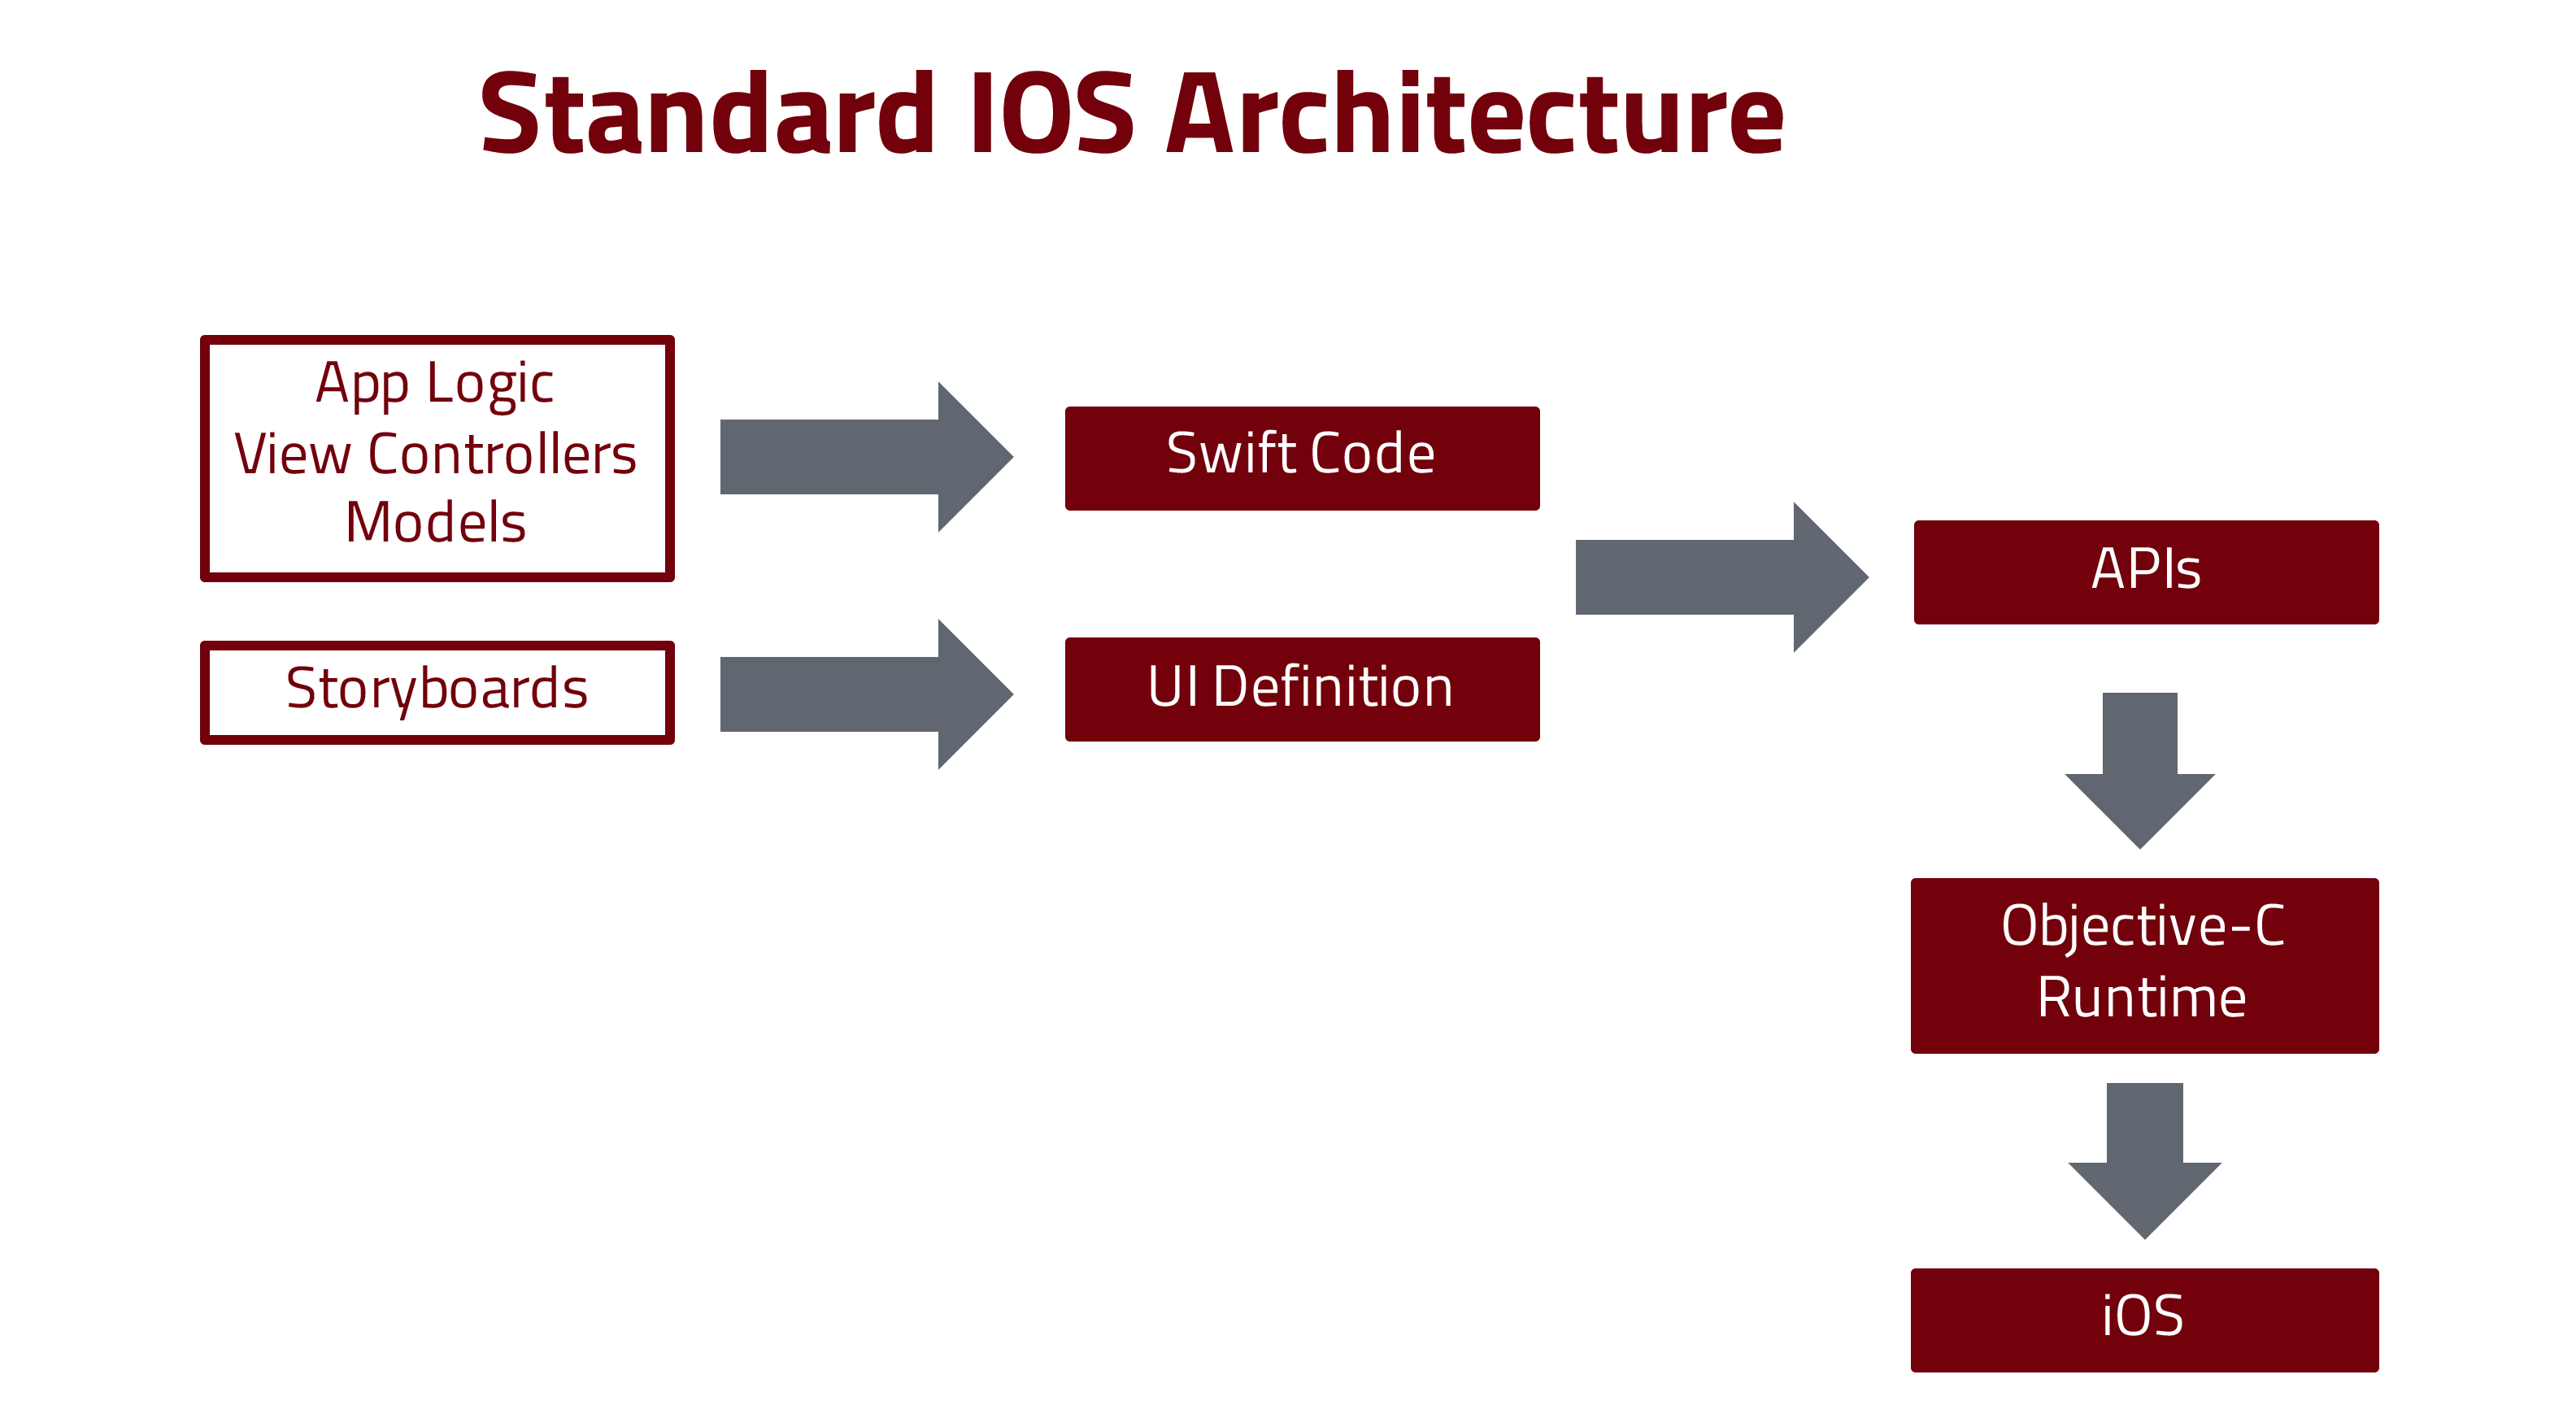 Standard IOS Architecture
App Logic
View Controllers
Models
Swift Code
APIs
Storyboards
UI Definition
Objective-C
Runtime
iOS